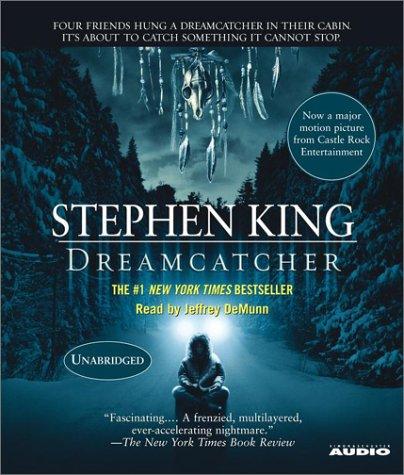 FOUR FRIENDS HUNG A DREAMCATCHER IN THEIR CABIN.
IT'S ABOUT TO CATCH SOMETHING IT CANNOT STOP.
Now a major
motion picture
from Castle Rock
Entertainment
STEPHEN KING
DREAMCATCHER
THE #1 NEW YORK TIMES BESTSELLER
Read by Jeffrey DeMunn
UNABRIDGED
"Fascinating.... A frenzied, multilayered,
ever-accelerating nightmare."
—The New York Times Book Review
SIMON & SCHUSTER
AUDIO